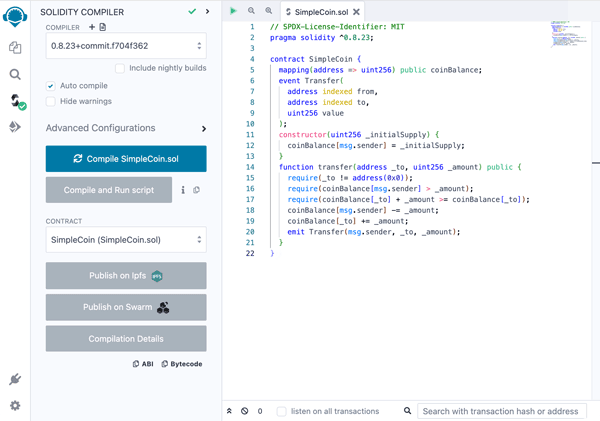 SOLIDITY COMPILER
COMPILER
0.8.23+commit.f704f362
Include nightly builds
Auto compile
Hide warnings
Advanced Configurations
Compile SimpleCoin.sol
Compile and Run script
i
CONTRACT
SimpleCoin (SimpleCoin.sol)
Publish on Ipfs
IPFS
Publish on Swarm
Compilation Details
ABI Bytecode
SimpleCoin.sol
1 // SPDX-License-Identifier: MIT
2 pragma solidity ^0.8.23;
3
4 contract SimpleCoin {
5 mapping(address => uint256) public coinBalance;
6 event Transfer(
7 address indexed from,
8 address indexed to,
9 uint256 value
10 );
11 constructor(uint256 _initialSupply) {
12 coinBalance[msg.sender] = _initialSupply;
13 }
14 function transfer(address _to, uint256 _amount) public {
15 require(_to != address(0x0));
16 require(coinBalance[msg.sender] > _amount);
17 require(coinBalance[_to] + _amount >= coinBalance[_to]);
18 coinBalance[msg.sender] -= _amount;
19 coinBalance[_to] += _amount;
20 emit Transfer(msg.sender, _to, _amount);
21 }
22 }
0 listen on all transactions
Search with transaction hash or address